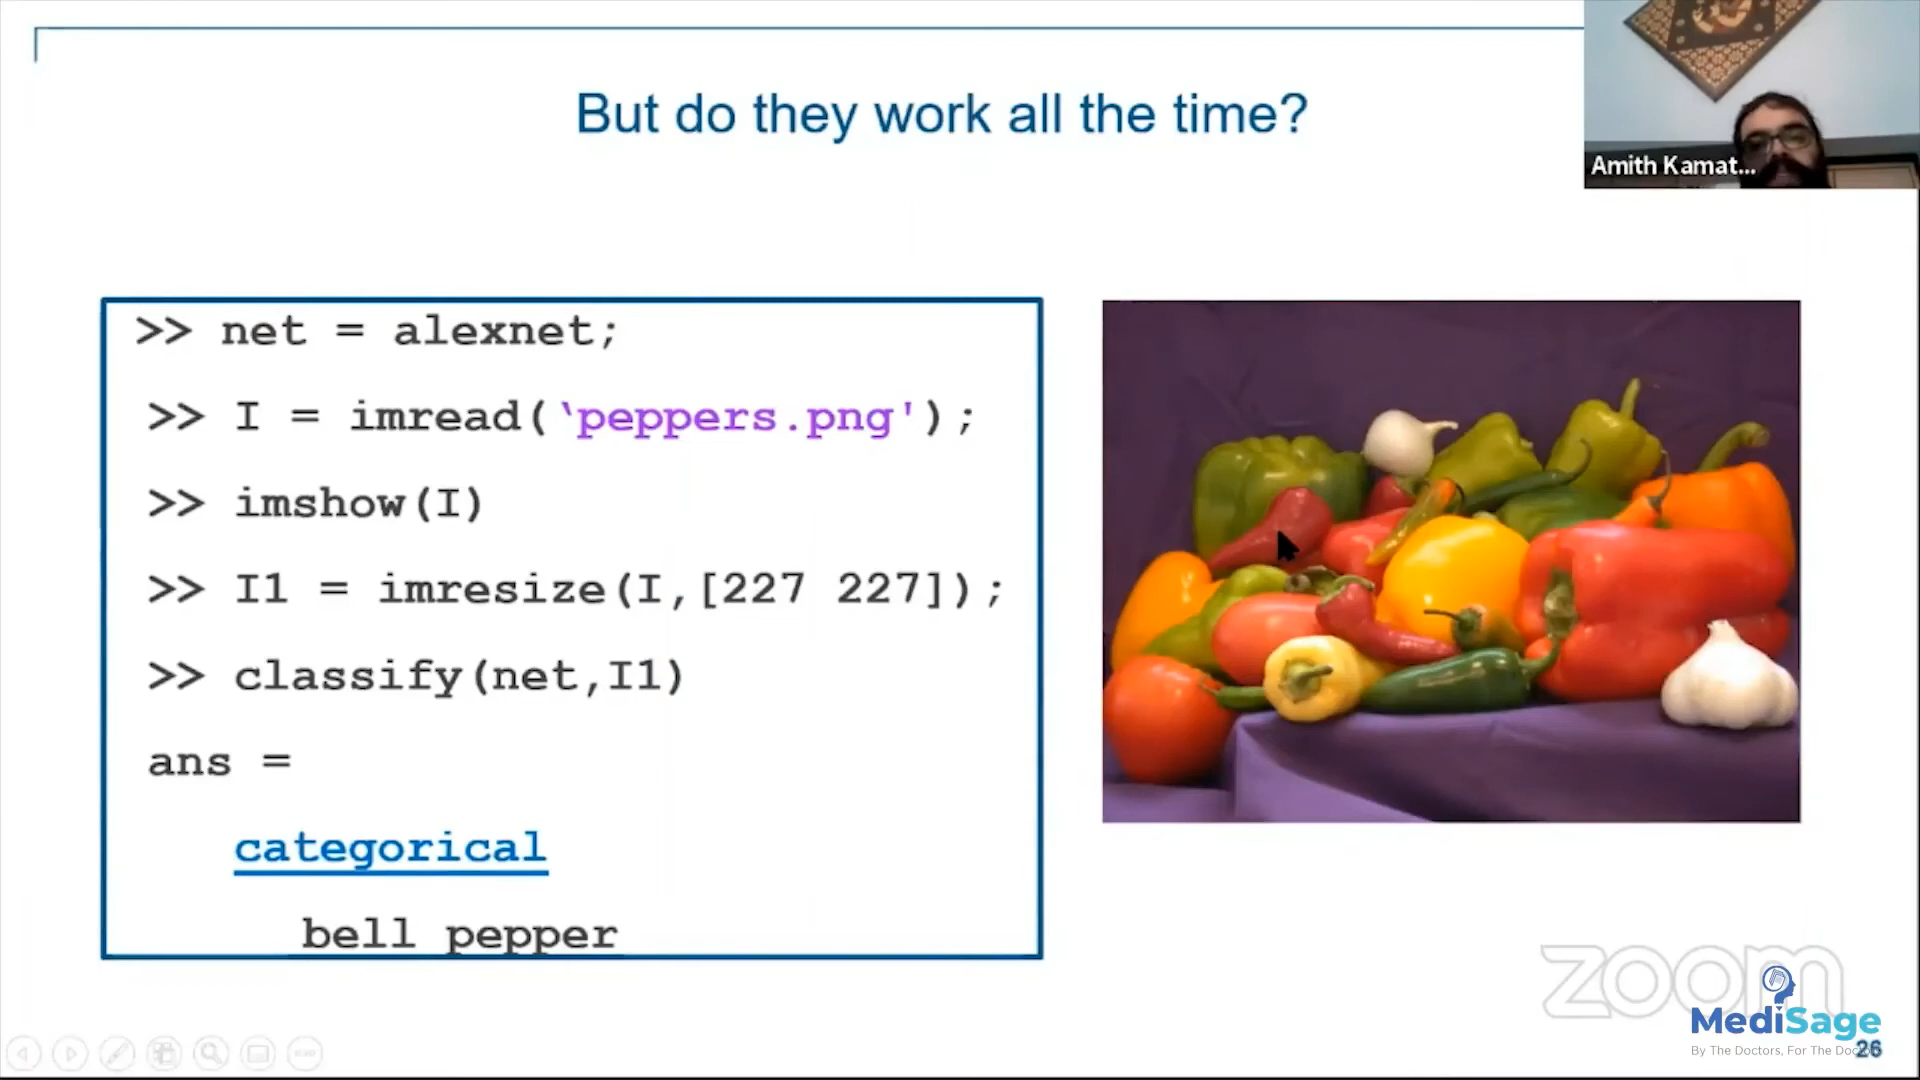 But do they work all the time?
Amith Kamat...
>> net = alexnet;
>> I = imread(‘peppers.png');
>> imshow(I)
>> I1 = imresize(I,[227 227]);
>> classify(net,I1)
ans =
categorical
bell pepper
zoom
MediSage
By The Doctors, For The Doc
26